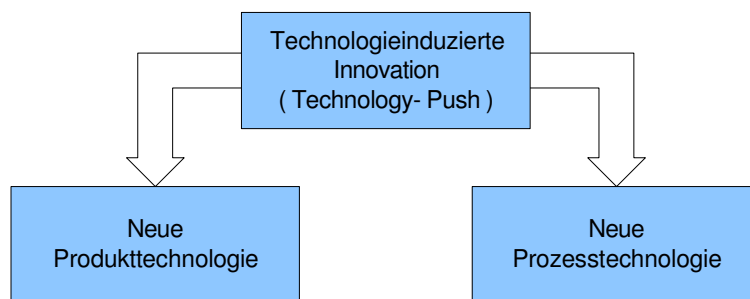 Technologieinduzierte
Innovation
( Technology- Push )
Neue
Produkttechnologie
Neue
Prozesstechnologie